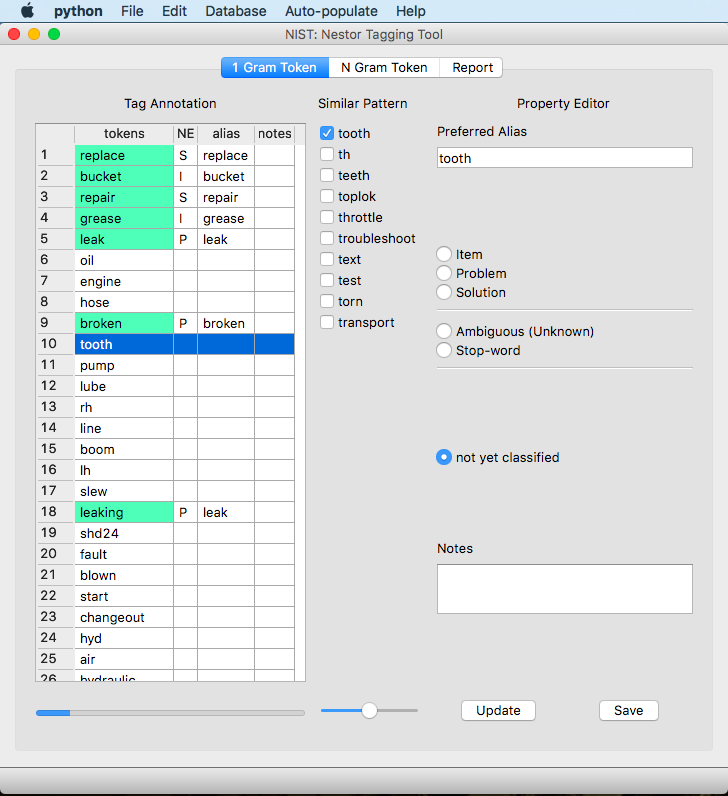 python File Edit Database Auto-populate Help
NIST: Nestor Tagging Tool
1 Gram Token N Gram Token Report
Tag Annotation Similar Pattern Property Editor
tokens NE alias notes
1 replace S replace
2 bucket I bucket
3 repair S repair
4 grease I grease
5 leak P leak
6 oil
7 engine
8 hose
9 broken P broken
10 tooth
11 pump
12 lube
13 rh
14 line
15 boom
16 lh
17 slew
18 leaking P leak
19 shd24
20 fault
21 blown
22 start
23 changeout
24 hyd
25 air
26 hydraulic
tooth
th
teeth
toplok
throttle
troubleshoot
text
test
torn
transport
Preferred Alias
tooth
Item
Problem
Solution
Ambiguous (Unknown)
Stop-word
not yet classified
Notes
Update Save